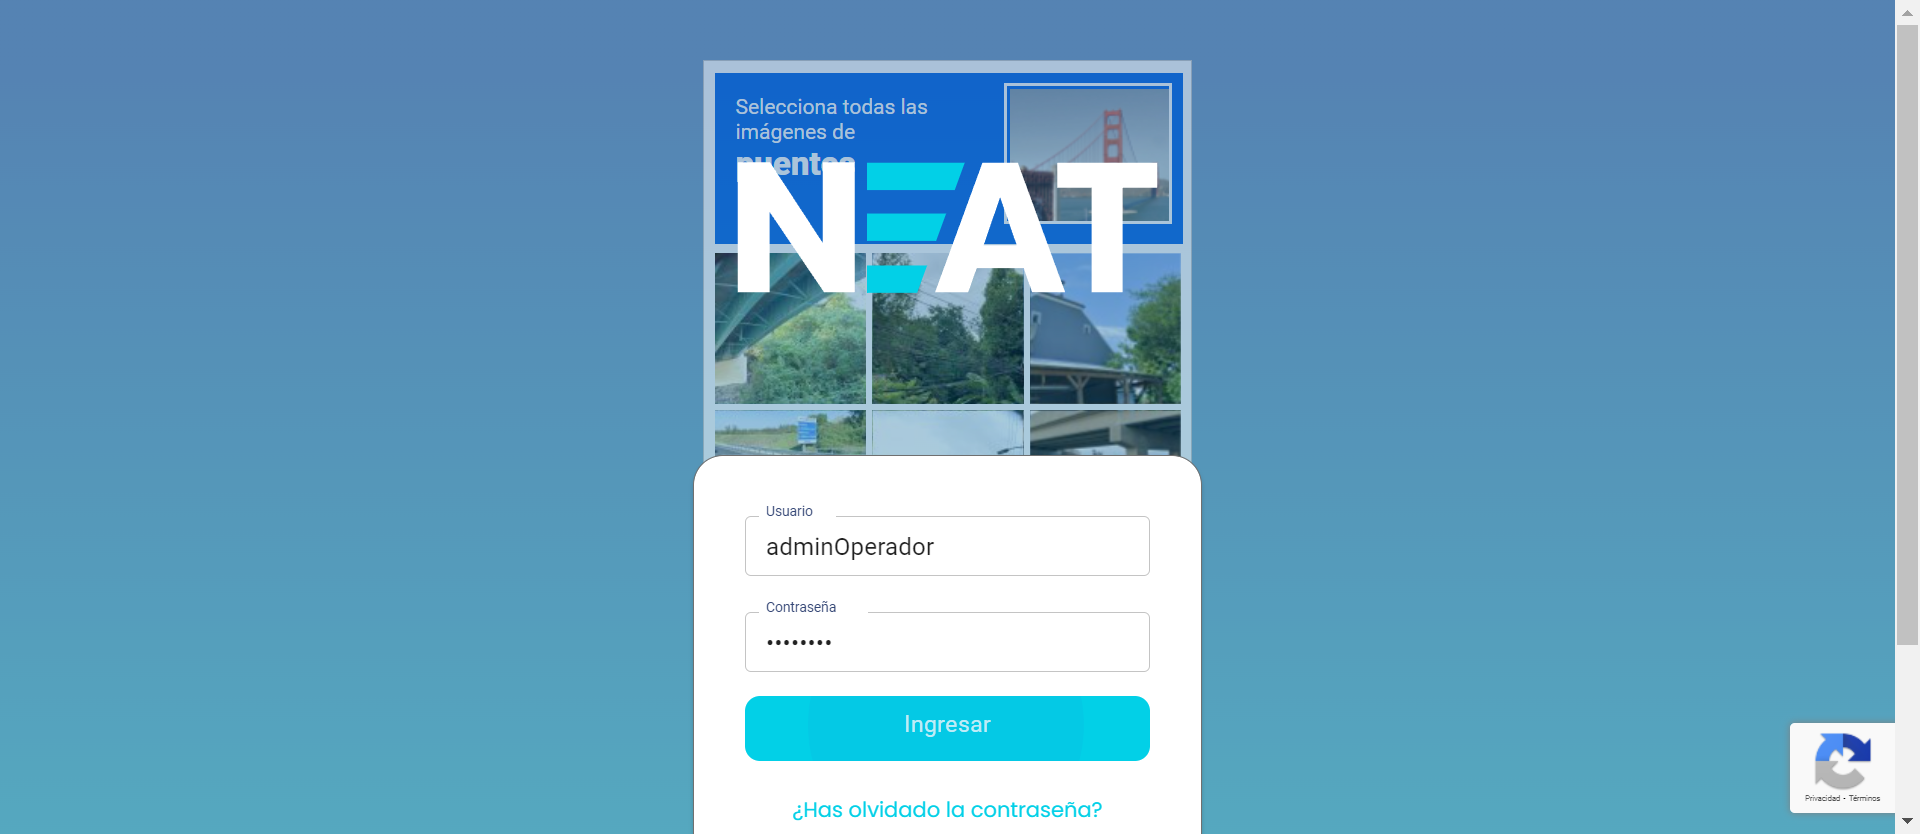 Selecciona todas las
imágenes de
puentes
NEAT
Usuario
adminOperador
Contraseña
••••••••
Ingresar
¿Has olvidado la contraseña?
Privacidad - Términos